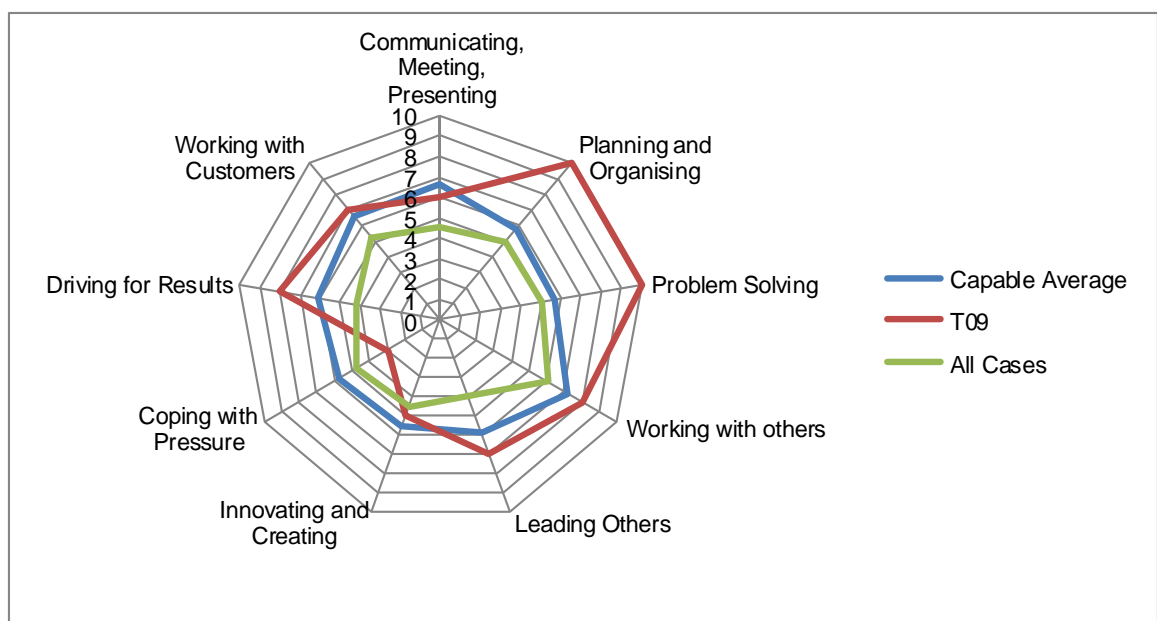 Communicating,
Meeting,
Presenting
10
9
8
7
6
5
4
3
2
1
0
Planning and
Organising
Problem Solving
Working with others
Leading Others
Innovating and
Creating
Coping with
Pressure
Driving for Results
Working with
Customers
Capable Average
T09
All Cases